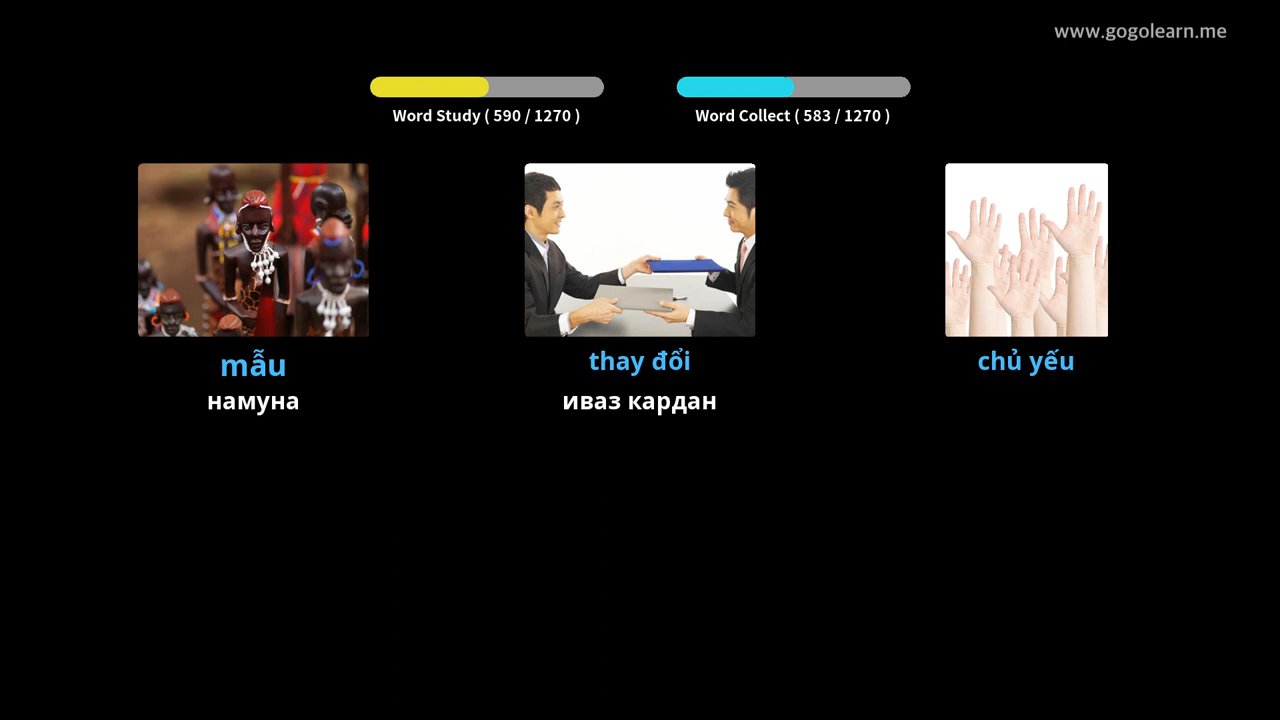 www.gogolearn.me
Word Study ( 590 / 1270 )
Word Collect ( 583 / 1270 )
mẫu
намуна
thay đổi
иваз кардан
chủ yếu